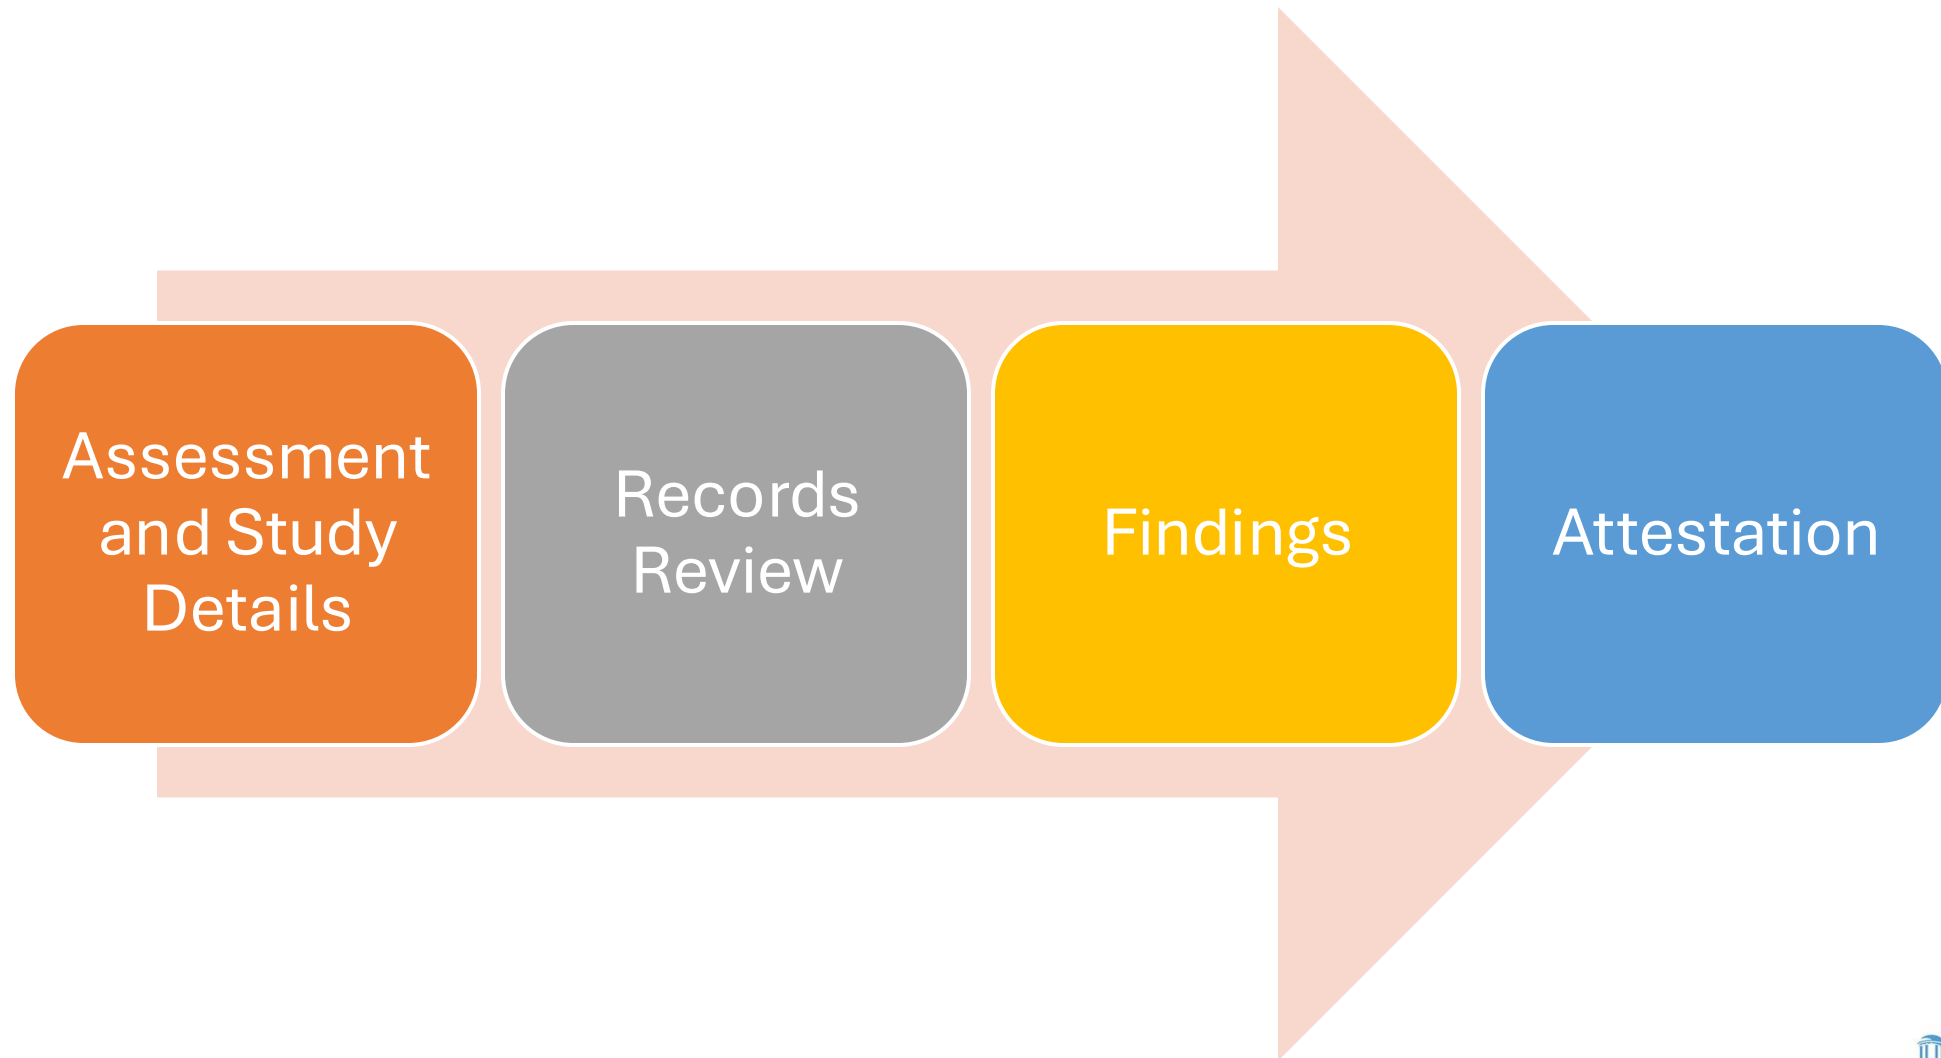 Assessment
and Study
Details
Records
Review
Findings
Attestation